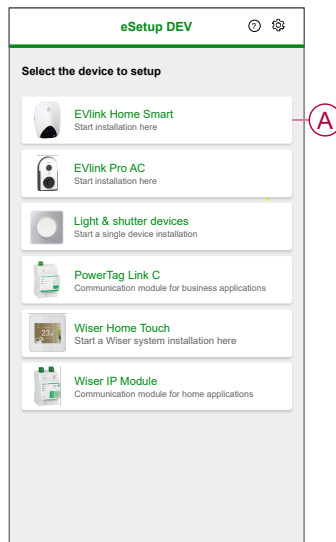 eSetup DEV
Select the device to setup
EVlink Home Smart
Start installation here
A
EVlink Pro AC
Start installation here
Light & shutter devices
Start a single device installation
PowerTag Link C
Communication module for business applications
Wiser Home Touch
Start a Wiser system installation here
Wiser IP Module
Communication module for home applications